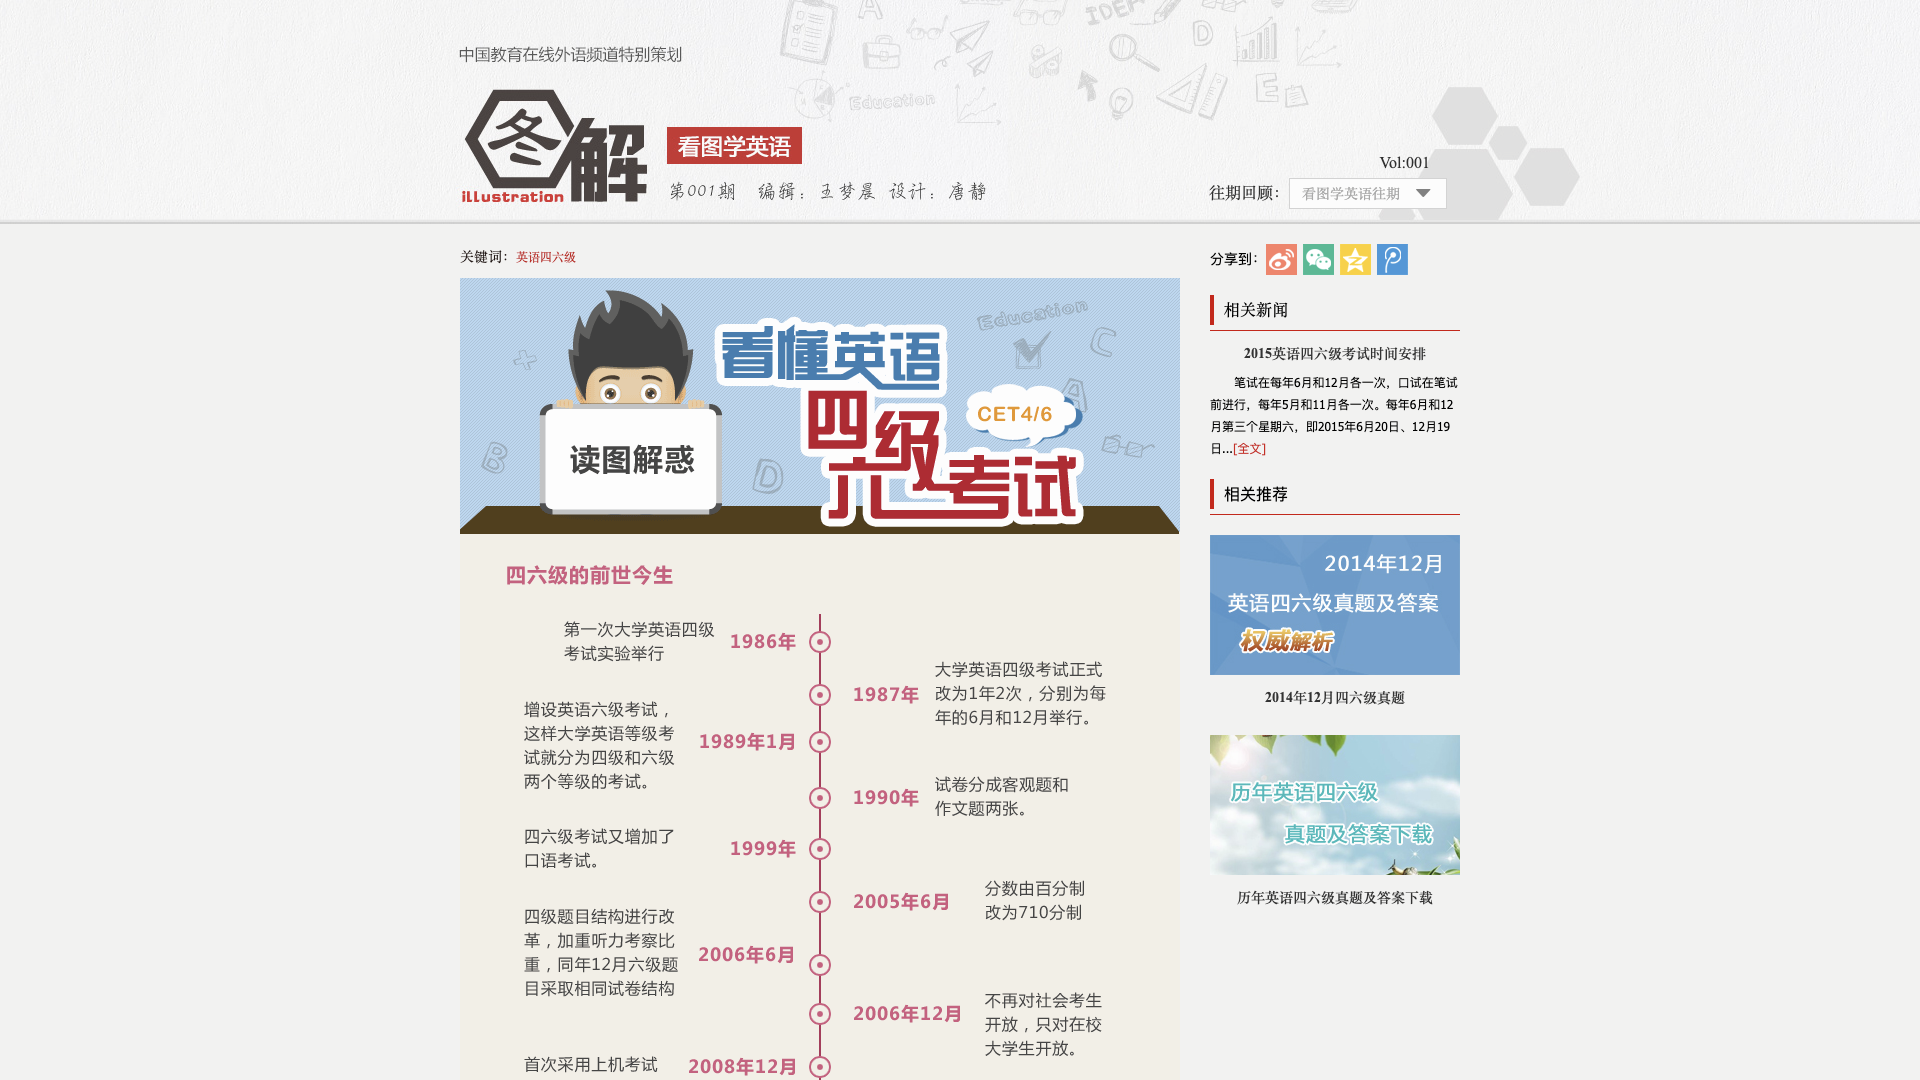 中国教育在线外语频道特别策划
IDEA
Education
图解
illustration
看图学英语
第001期 编辑：王梦晨 设计：唐静
Vol:001
往期回顾：
看图学英语往期
关键词： 英语四六级
分享到：
看懂英语
四六级考试
CET4/6
Education
读图解惑
四六级的前世今生
第一次大学英语四级
考试实验举行
1986年
1987年
大学英语四级考试正式
改为1年2次，分别为每
年的6月和12月举行。
增设英语六级考试，
这样大学英语等级考
试就分为四级和六级
两个等级的考试。
1989年1月
1990年
试卷分成客观题和
作文题两张。
四六级考试又增加了
口语考试。
1999年
2005年6月
分数由百分制
改为710分制
四级题目结构进行改
革，加重听力考察比
重，同年12月六级题
目采取相同试卷结构
2006年6月
2006年12月
不再对社会考生
开放，只对在校
大学生开放。
首次采用上机考试
2008年12月
相关新闻
2015英语四六级考试时间安排
笔试在每年6月和12月各一次，口试在笔试
前进行，每年5月和11月各一次。每年6月和12
月第三个星期六，即2015年6月20日、12月19
日...[全文]
相关推荐
2014年12月
英语四六级真题及答案
权威解析
2014年12月四六级真题
历年英语四六级
真题及答案下载
历年英语四六级真题及答案下载